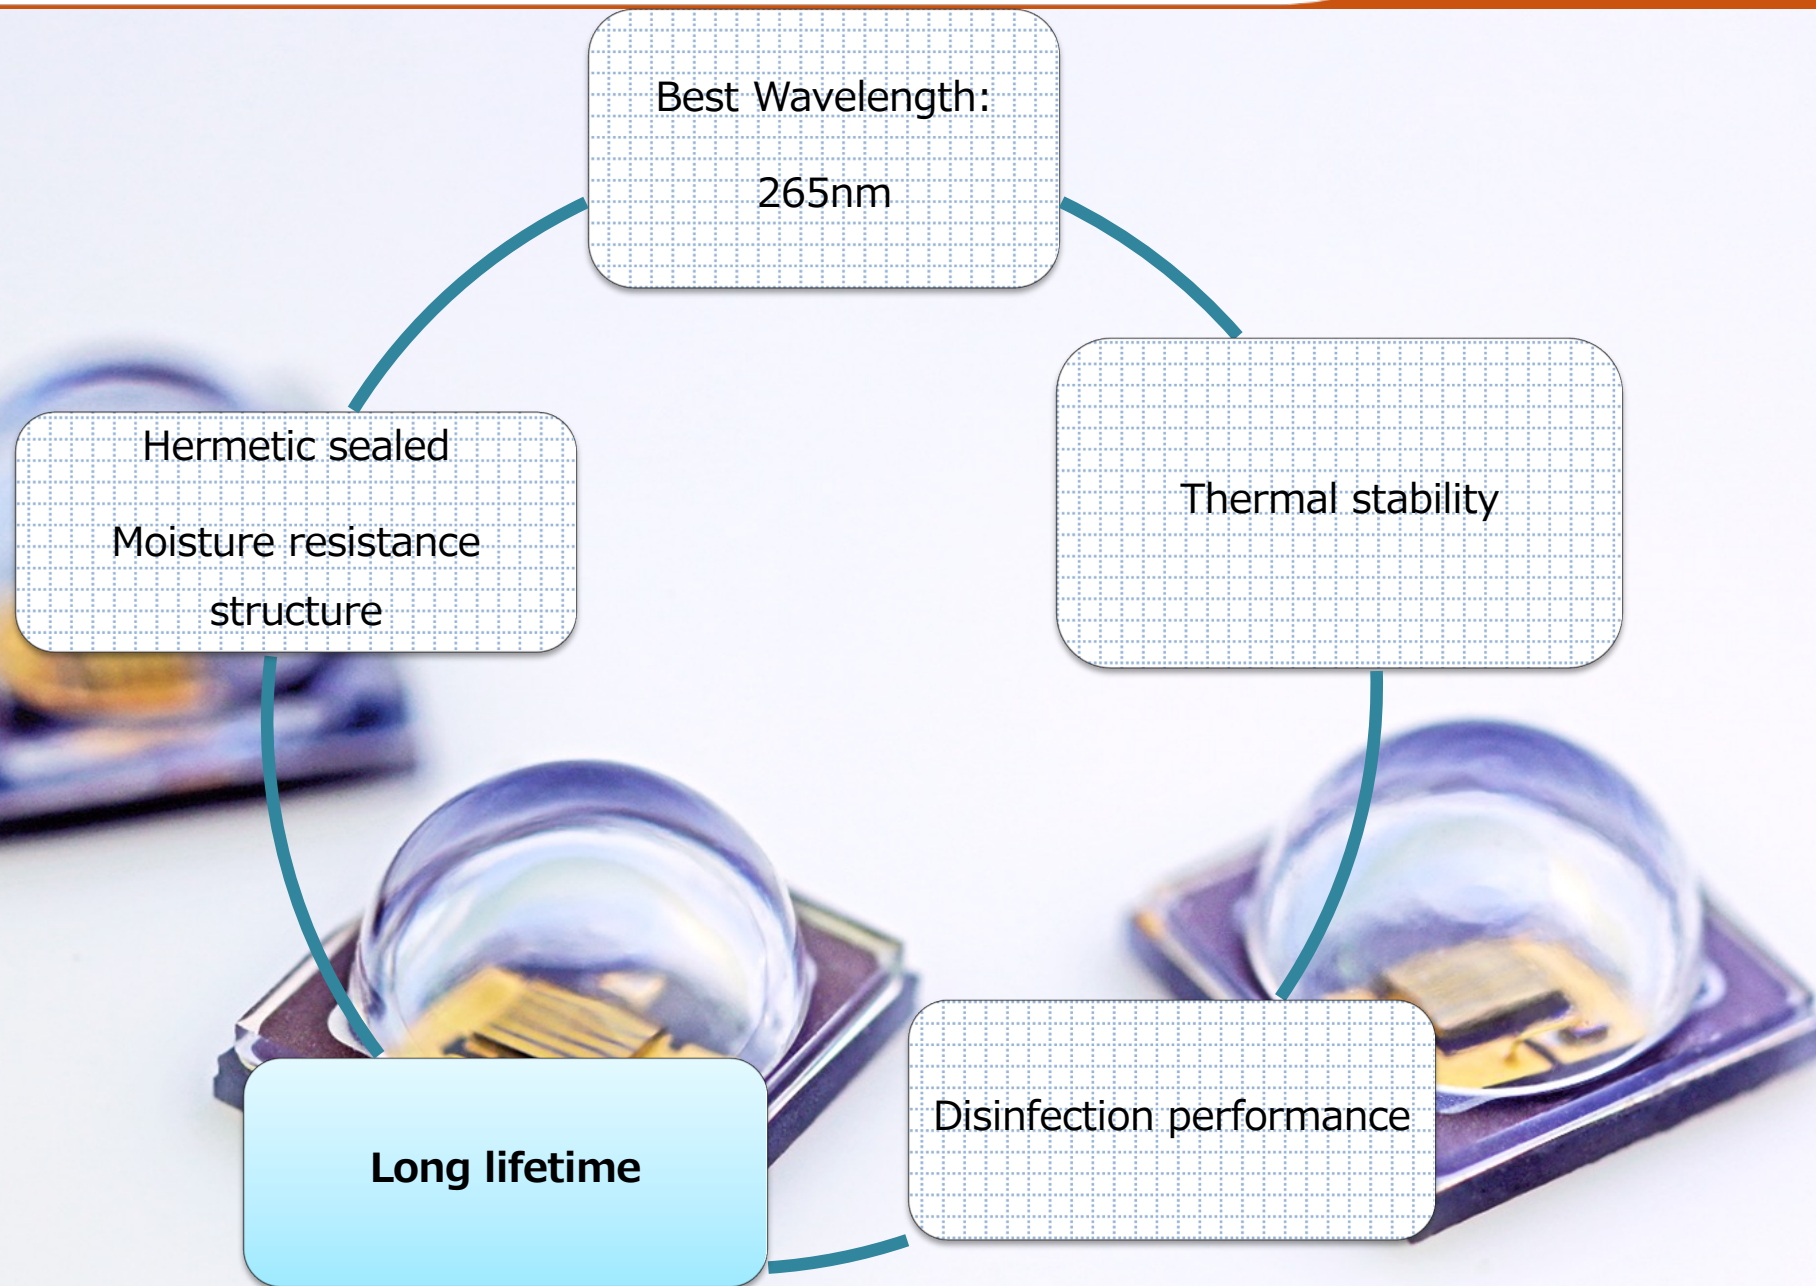 Best Wavelength:
265nm
Hermetic sealed
Moisture resistance
structure
Thermal stability
Disinfection performance
Long lifetime